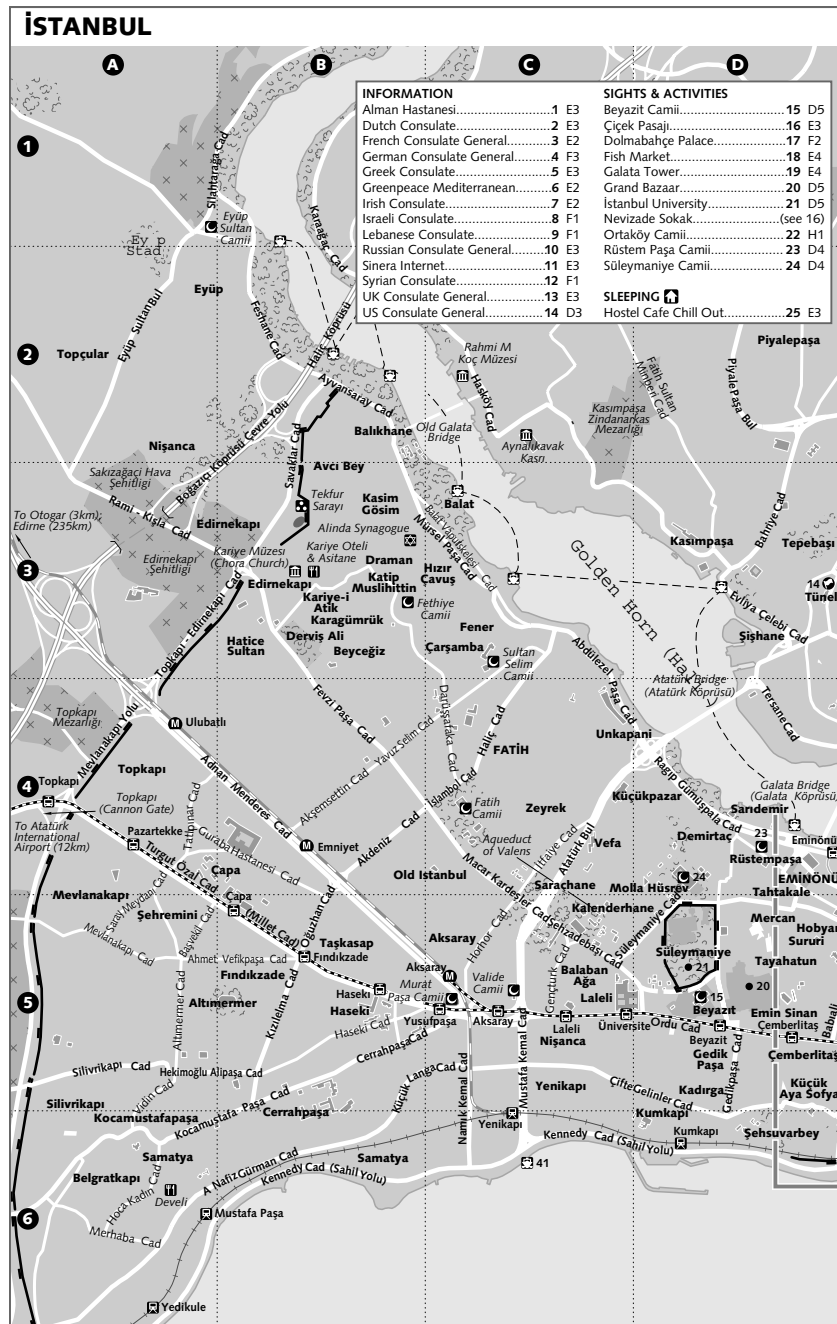 İSTANBUL
A
B
C
D
1
2
3
4
5
6
INFORMATION
Alman Hastanesi 1 E3
Dutch Consulate 2 E3
French Consulate General 3 E2
German Consulate General 4 F3
Greek Consulate 5 E3
Greenpeace Mediterranean 6 E2
Irish Consulate 7 E2
Israeli Consulate 8 F1
Lebanese Consulate 9 F1
Russian Consulate General 10 E3
Sinera Internet 11 E3
Syrian Consulate 12 F1
UK Consulate General 13 E3
US Consulate General 14 D3
SIGHTS & ACTIVITIES
Beyazit Camii 15 D5
Çiçek Pasajı 16 E3
Dolmabahçe Palace 17 F2
Fish Market 18 E4
Galata Tower 19 E4
Grand Bazaar 20 D5
İstanbul University 21 D5
Nevizade Sokak (see 16)
Ortaköy Camii 22 H1
Rüstem Paşa Camii 23 D4
Süleymaniye Camii 24 D4
SLEEPING
Hostel Cafe Chill Out 25 E3
Silahtarağa Cad
Karaağaç Cad
Eyüp
Sultan
Camii
Ey p
Stad
Eyüp
Eyüp Sultan Bul
Feshane Cad
Haliç Köprüsü
Topçular
Ayvansaray Cad
Rahmi M
Koç Müzesi
Hasköy Cad
Piyalepaşa
Fatih Sultan
Minberi Cad
Piyale Paşa Bul
Kasımpaşa
Zindanarkas
Mezarlığı
Nişanca
Balıkhane
Old Galata
Bridge
Aynalıkavak
Kasrı
Boğaziçi Köprüsü Çevre Yolu
Savaklar Cad
Avcı Bey
Sakızağaçi Hava
Şehitligi
Rami - Kışla Cad
To Otogar (3km);
Edirne (235km)
Tekfur
Sarayı
Kasim
Gösim
Balat
Edirnekapı
Alinda Synagogue
Mürsel Paşa Cad
Bahriye Cad
Kasımpaşa
Tepebaşı
Golden Horn (Haliç)
Kariye Müzesi
(Chora Church)
Kariye Oteli
& Asitane
Draman
Edirnekapı
Şehitliği
Hızır
Çavuş
Edirnekapı
Katip
Muslihittin
Kariye-i
Atik
Fethiye
Camii
14
Tünel
Evliya Çelebi Cad
Karagümrük
Topkapı - Edirnekapi Cad
Hatice
Sultan
Derviş Ali
Beyceğiz
Fener
Çarşamba
Sultan
Selim
Camii
Şişhane
Abdülezel Paşa Cad
Atatürk Bridge
(Atatürk Köprüsü)
Tersane Cad
Topkapı
Mezarlığı
Mevlanakapı Yolu
Ulubatlı
Fevzi Paşa Cad
Yavuz Selim Cad
Darüşşafaka Cad
Haliç Cad
Unkapani
FATİH
Topkapı
Topkapı
Adnan Menderes Cad
Akşemsettin Cad
İslambol Cad
Ragıp Gümüşpala Cad
Topkapı
(Cannon Gate)
Fatih
Camii
Zeyrek
Küçükpazar
Galata Bridge
(Galata Köprüsü)
Sandemir
To Atatürk
International
Airport (12km)
Pazartekke
Guraba Hastanesi Cad
Emniyet
Akdeniz Cad
Aqueduct
of Valens
İtfaiye Cad
Atatürk Bul
Vefa
Demirtaç
23
Eminönü
Rüstempaşa
Turgut Özal Cad
(Millet Cad)
Çapa
Çapa
Old Istanbul
Macar Kardeşler Cad
Saraçhane
Molla Hüsrev
24
EMİNÖNÜ
Tahtakale
Mevlanakapı
Saray Meydanı Cad
Şehremini
Başvekil Cad
Oğuzhan Cad
Kalenderhane
Şehzadebaşı Cad
Süleymaniye Cad
Mercan
Hobyar
Sururi
Mevlanakapi Cad
Taşkasap
Aksaray
Horhor Cad
Ahmet Vefikpaşa Cad
Fındıkzade
Fındıkzade
Aksaray
Valide
Camii
Gençturk Cad
Balaban
Ağa
Laleli
Süleymaniye
21
Tayahatun
20
Altımermer
Altımermer Cad
Kızılelma Cad
Hasekı
Haseki
Murat
Paşa Camii
15
Beyazıt
Emin Sinan
Çemberlitaş
Babıali
Haseki Cad
Yusufpaşa
Aksaray
Laleli
Üniversite
Ordu Cad
Beyazit
Nişanca
Gedik
Paşa
Çemberlitaş
Silivrikapı Cad
Hekimoğlu Alipaşa Cad
Cerrahpaşa Cad
Küçük Langa Cad
Mustafa Kemal Cad
Gedikpaşa Cad
Silivrikapı
Vidin Cad
Kocamustafapaşa
Kocamustafa Paşa Cad
Cerrahpaşa
Namık Kemal Cad
Yenikapı
Çifte Gelinler Cad
Kadırga
Küçük
Aya Sofya
Kumkapı
Yenikapı
Kumkapı
Şehsuvarbey
Samatya
Samatya
Kennedy Cad (Sahil Yolu)
41
Belgratkapı
Hoca Kadın Cad
Develi
A Nafiz Gürman Cad
Kennedy Cad (Sahil Yolu)
Merhaba Cad
Mustafa Paşa
Yedikule